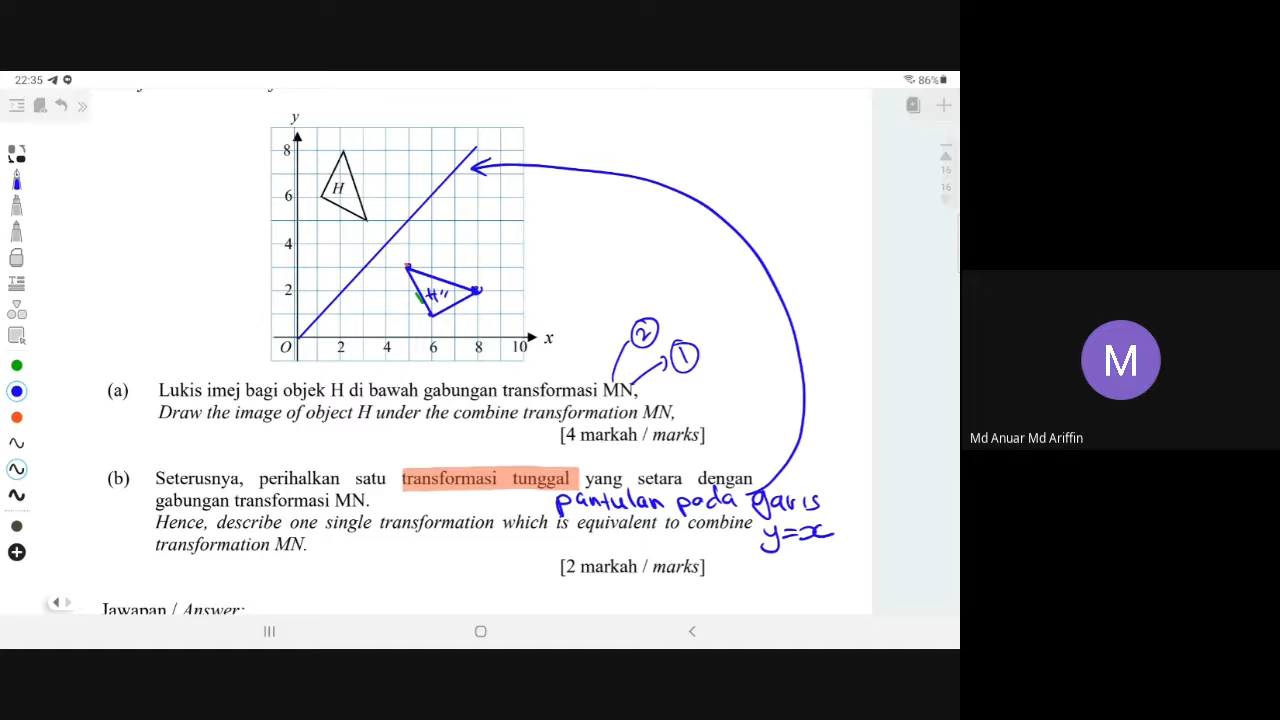 22:35
86%
y
8
H
6
4
2
H"
O
2
4
6
8
10
x
2
1
(a) Lukis imej bagi objek H di bawah gabungan transformasi MN,
Draw the image of object H under the combine transformation MN,
[4 markah / marks]
(b) Seterusnya, perihalkan satu transformasi tunggal yang setara dengan
gabungan transformasi MN.
pantulan pada garis
y=x
Hence, describe one single transformation which is equivalent to combine
transformation MN.
[2 markah / marks]
Jawapan / Answer:
16
16
M
Md Anuar Md Ariffin